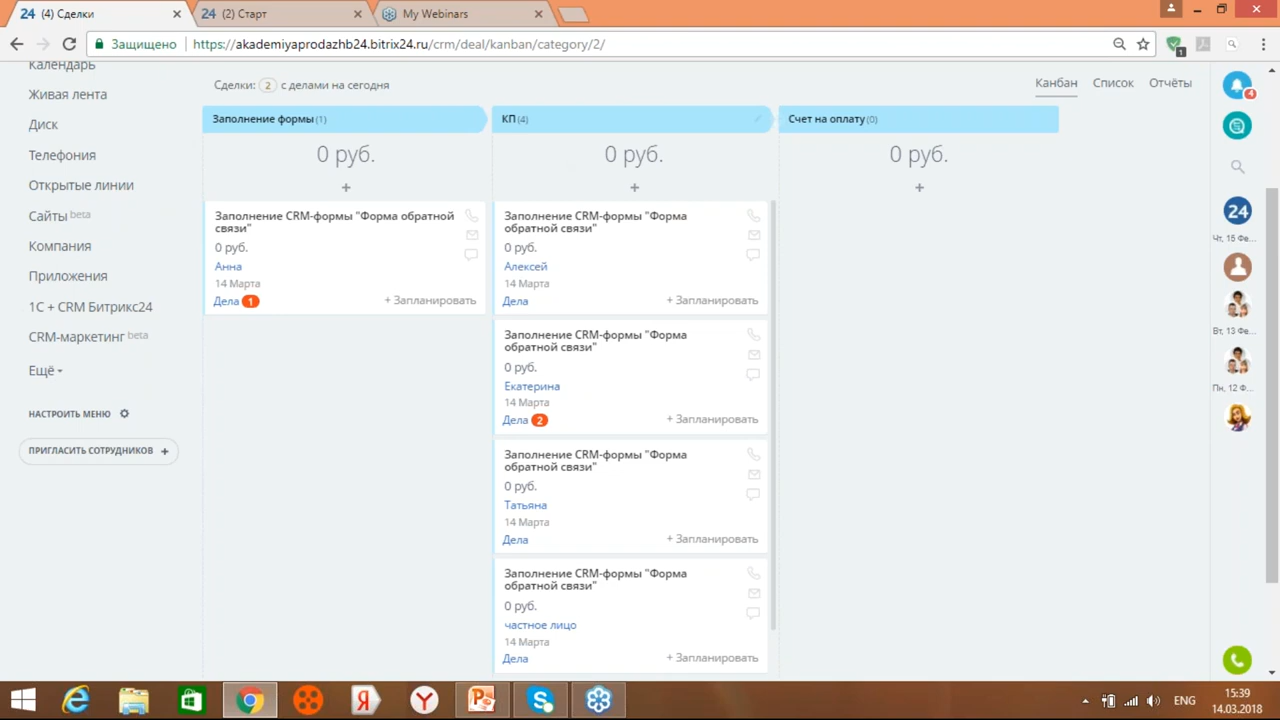 24 (4) Сделки
24 (2) Старт
My Webinars
Защищено
https://akademiyaprodazhb24.bitrix24.ru/crm/deal/kanban/category/2/
1
Календарь
Живая лента
Диск
Телефония
Открытые линии
Сайты beta
Компания
Приложения
1С + CRM Битрикс24
CRM-маркетинг beta
Ещё
НАСТРОИТЬ МЕНЮ
ПРИГЛАСИТЬ СОТРУДНИКОВ +
Сделки: 2 с делами на сегодня
Канбан
Список
Отчёты
Заполнение формы (1)
0 руб.
+
Заполнение CRM-формы "Форма обратной
связи"
0 руб.
Анна
14 Марта
Дела 1
+ Запланировать
КП (4)
0 руб.
+
Заполнение CRM-формы "Форма
обратной связи"
0 руб.
Алексей
14 Марта
Дела
+ Запланировать
Заполнение CRM-формы "Форма
обратной связи"
0 руб.
Екатерина
14 Марта
Дела 2
+ Запланировать
Заполнение CRM-формы "Форма
обратной связи"
0 руб.
Татьяна
14 Марта
Дела
+ Запланировать
Заполнение CRM-формы "Форма
обратной связи"
0 руб.
частное лицо
14 Марта
Дела
+ Запланировать
Счет на оплату (0)
0 руб.
+
4
24
Чт, 15 Фе...
Вт, 13 Фе...
Пн, 12 Ф...
ENG
15:39
14.03.2018